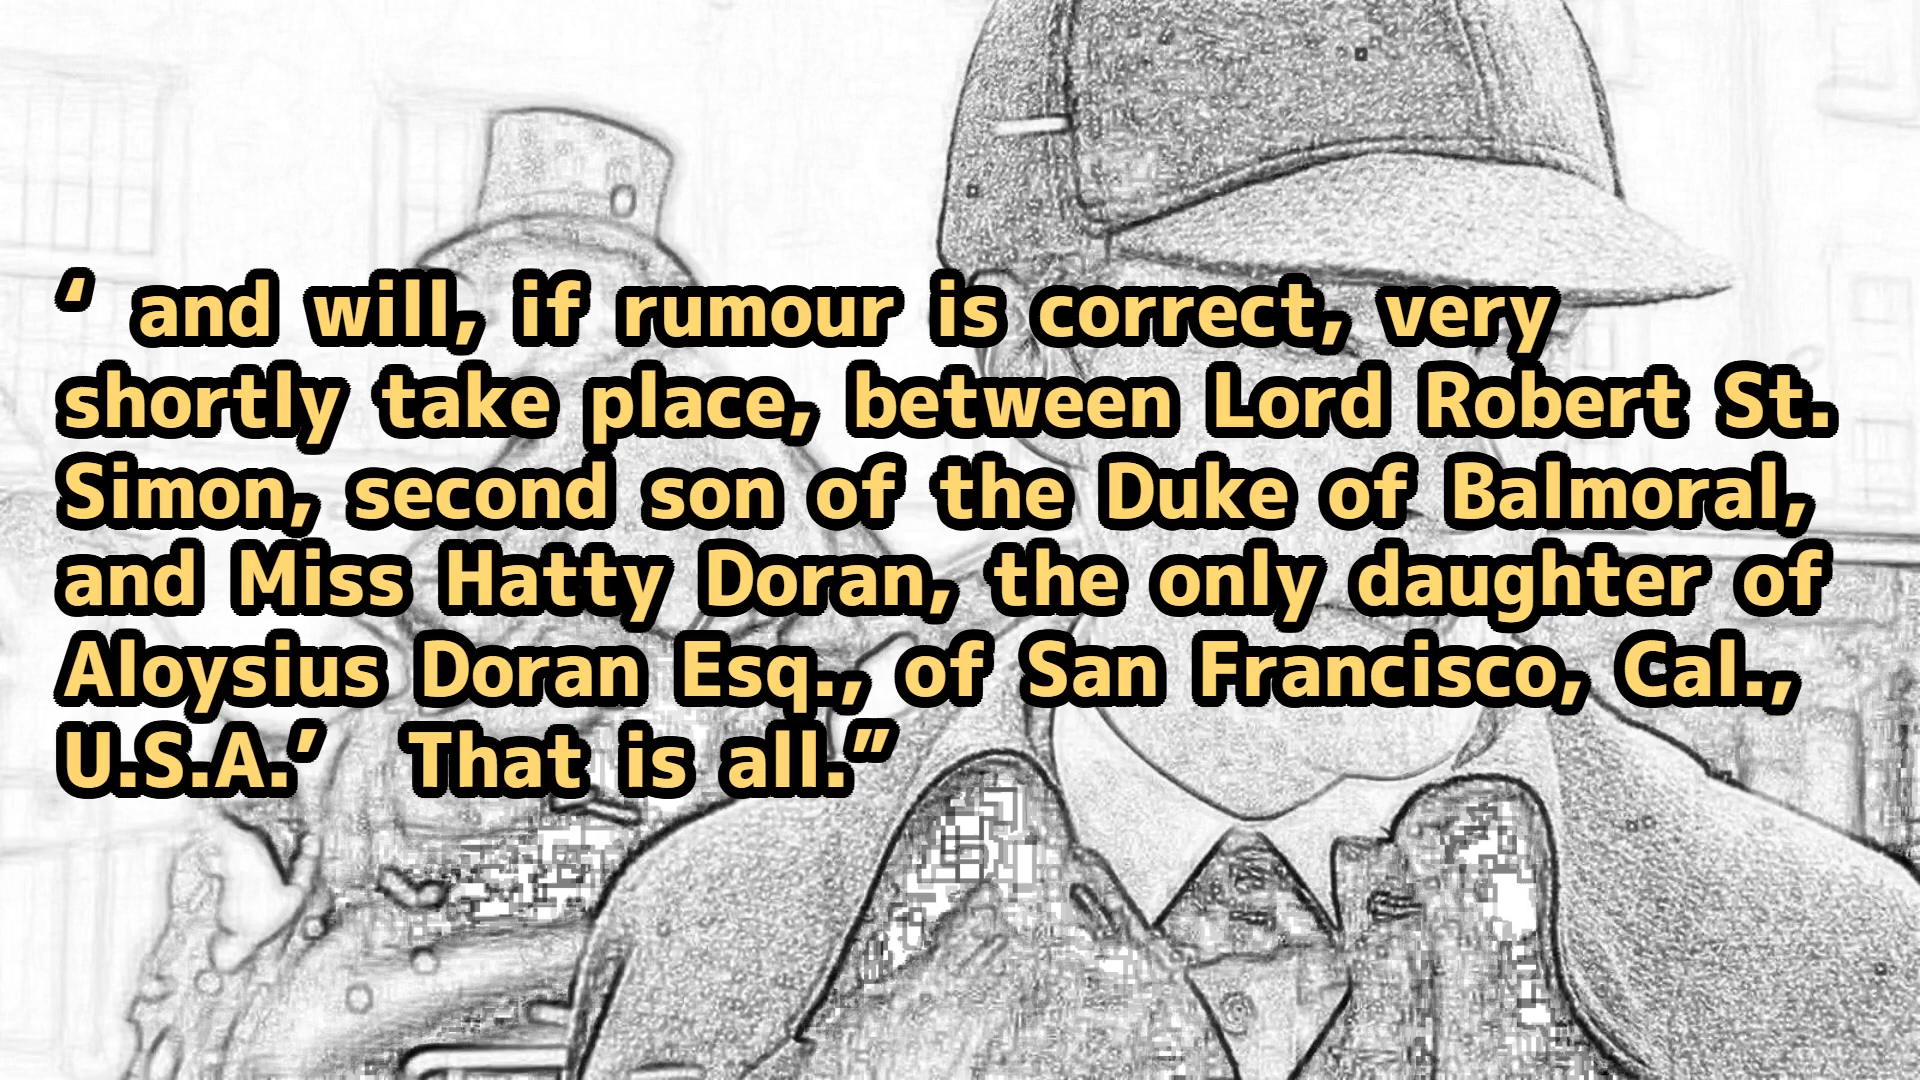 ‘ and will, if rumour is correct, very
shortly take place, between Lord Robert St.
Simon, second son of the Duke of Balmoral,
and Miss Hatty Doran, the only daughter of
Aloysius Doran Esq., of San Francisco, Cal.,
U.S.A.’  That is all.”